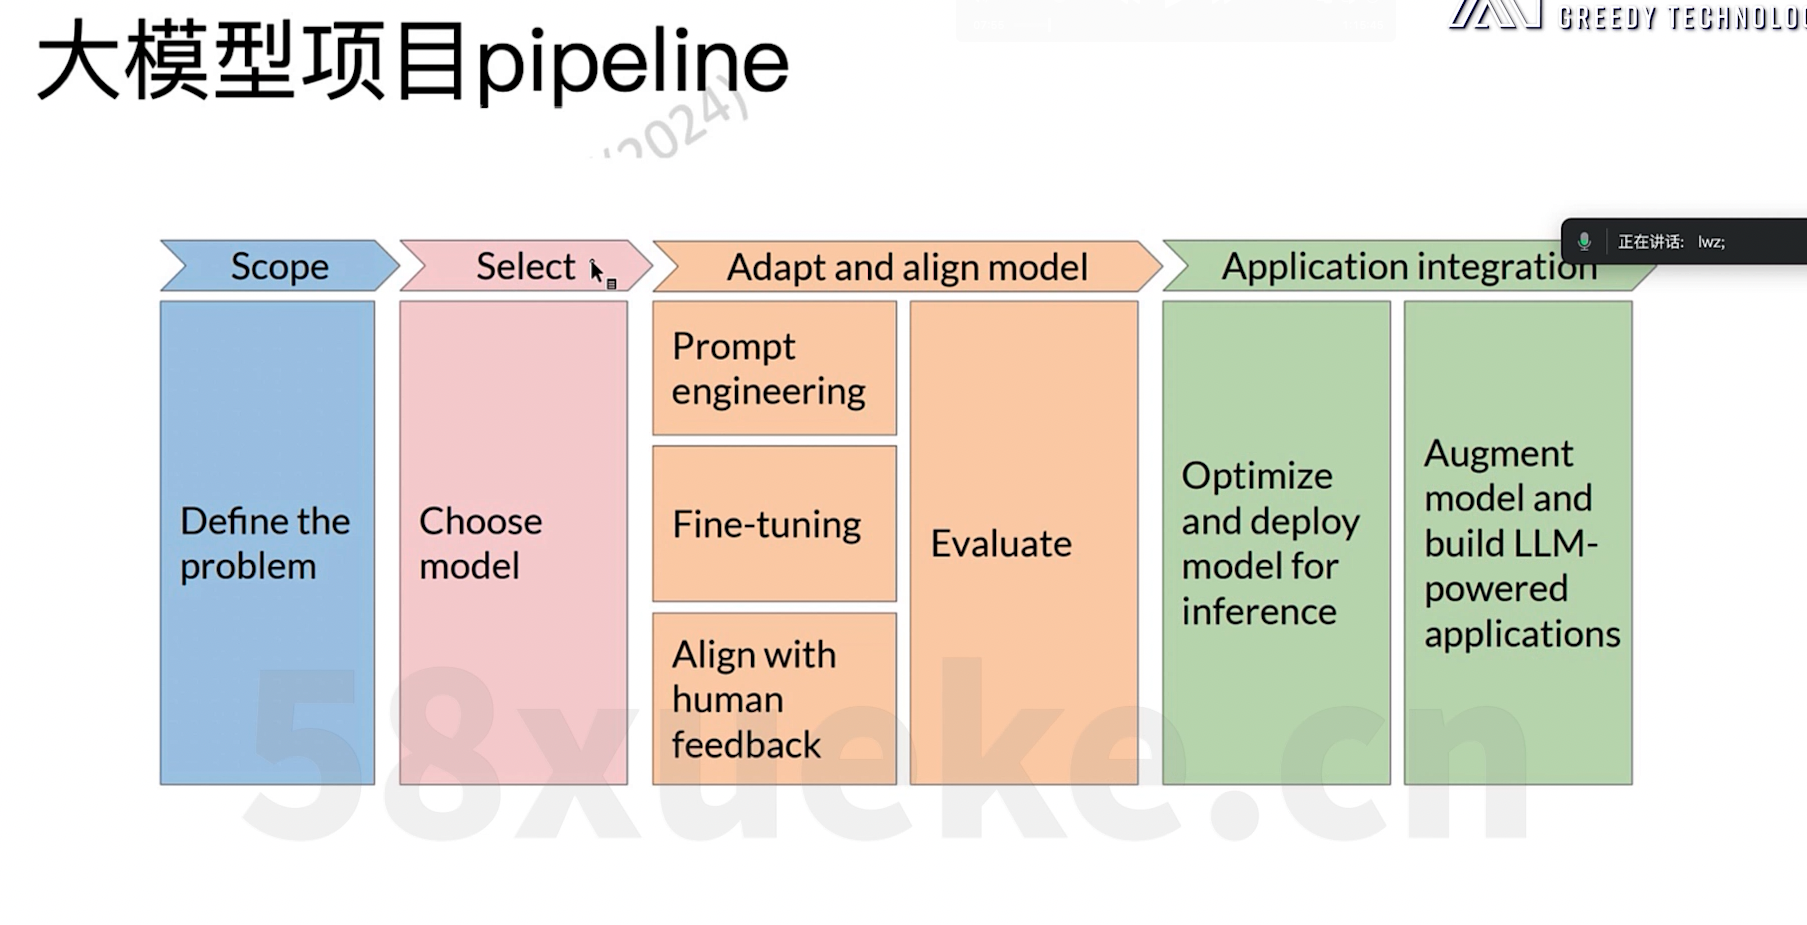 大模型项目pipeline
GREEDY TECHNOLO
2024)
正在讲话: lwz;
Scope
Select
Adapt and align model
Application integration
Define the
problem
Choose
model
Prompt
engineering
Fine-tuning
Align with
human
feedback
Evaluate
Optimize
and deploy
model for
inference
Augment
model and
build LLM-
powered
applications
58xueke.cn